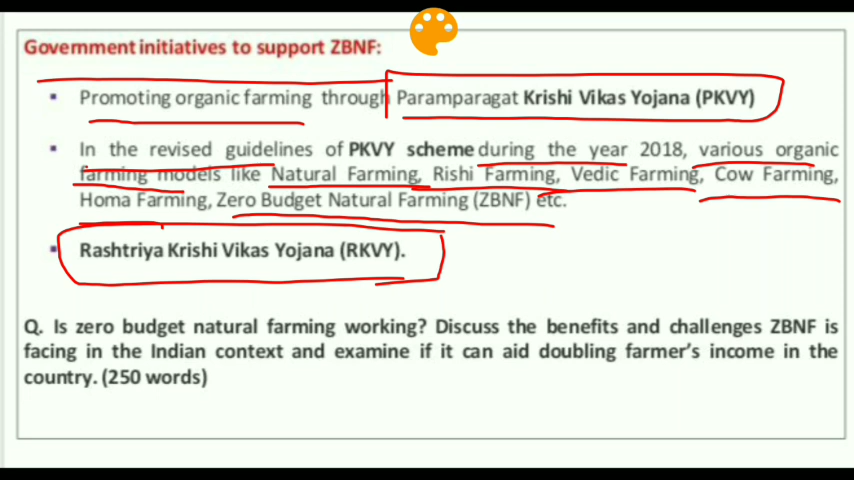 Government initiatives to support ZBNF:
▪ Promoting organic farming through Paramparagat Krishi Vikas Yojana (PKVY)
▪ In the revised guidelines of PKVY scheme during the year 2018, various organic
farming models like Natural Farming, Rishi Farming, Vedic Farming, Cow Farming,
Homa Farming, Zero Budget Natural Farming (ZBNF) etc.
▪ Rashtriya Krishi Vikas Yojana (RKVY).
Q. Is zero budget natural farming working? Discuss the benefits and challenges ZBNF is
facing in the Indian context and examine if it can aid doubling farmer's income in the
country. (250 words)